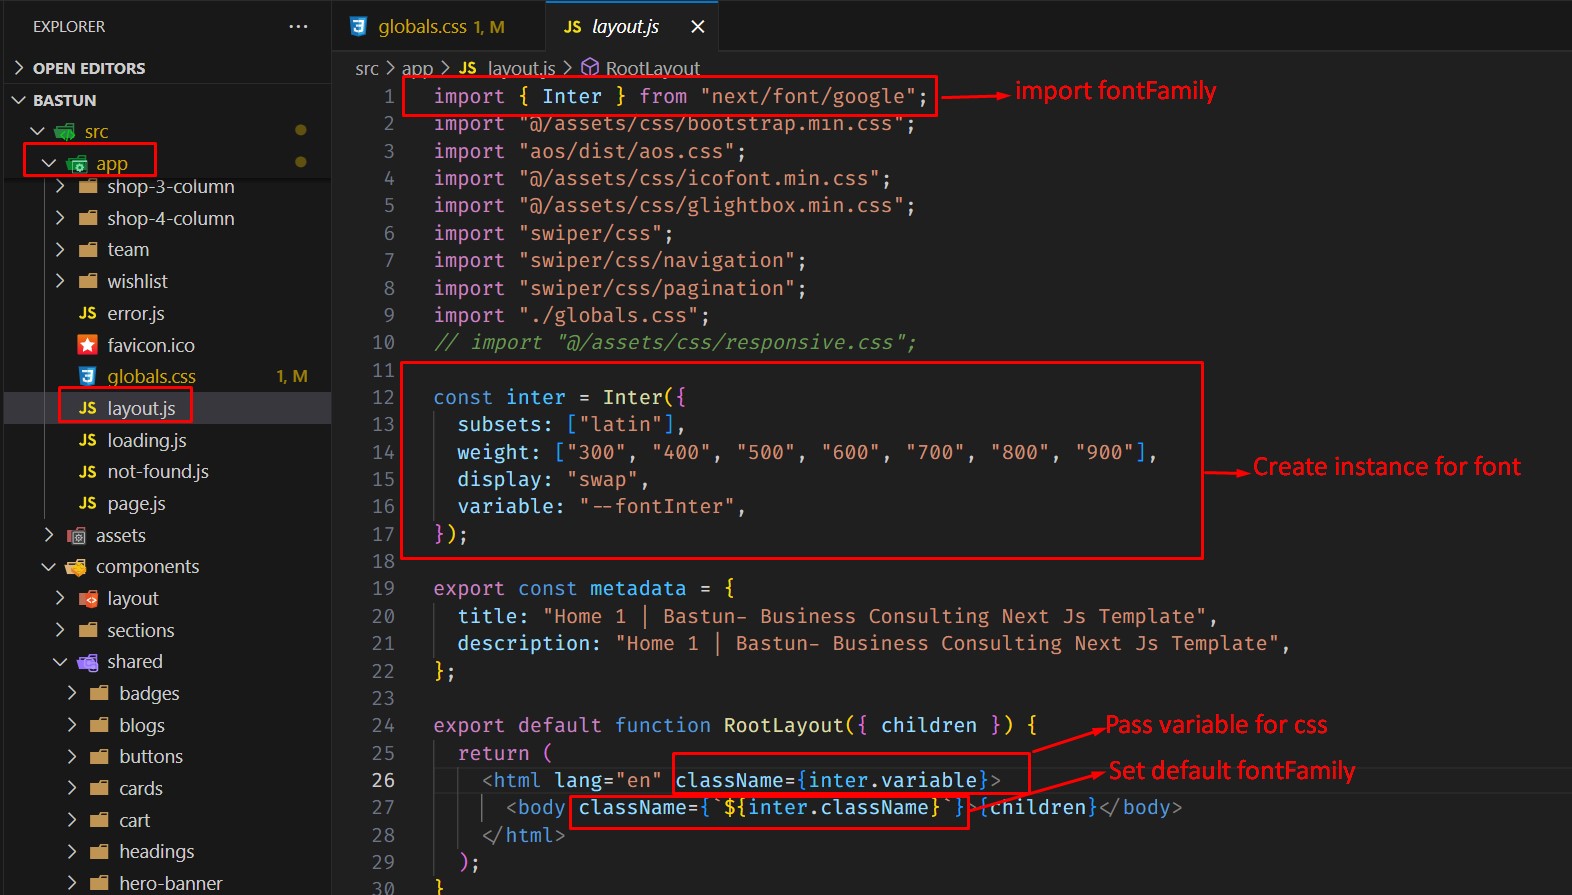 EXPLORER
OPEN EDITORS
BASTUN
src
app
shop-3-column
shop-4-column
team
wishlist
error.js
favicon.ico
globals.css 1, M
layout.js
loading.js
not-found.js
page.js
assets
components
layout
sections
shared
badges
blogs
buttons
cards
cart
headings
hero-banner
globals.css 1, M
JS layout.js
src > app > JS layout.js > RootLayout
1 import { Inter } from "next/font/google";
2 import "@/assets/css/bootstrap.min.css";
3 import "aos/dist/aos.css";
4 import "@/assets/css/icofont.min.css";
5 import "@/assets/css/glightbox.min.css";
6 import "swiper/css";
7 import "swiper/css/navigation";
8 import "swiper/css/pagination";
9 import "./globals.css";
10 // import "@/assets/css/responsive.css";
11
12 const inter = Inter({
13 subsets: ["latin"],
14 weight: ["300", "400", "500", "600", "700", "800", "900"],
15 display: "swap",
16 variable: "--fontInter",
17 });
18
19 export const metadata = {
20 title: "Home 1 | Bastun- Business Consulting Next Js Template",
21 description: "Home 1 | Bastun- Business Consulting Next Js Template",
22 };
23
24 export default function RootLayout({ children }) {
25 return (
26 <html lang="en" className={inter.variable}>
27 <body className={`${inter.className}`}>{children}</body>
28 </html>
29 );
30 }
import fontFamily
Create instance for font
Pass variable for css
Set default fontFamily